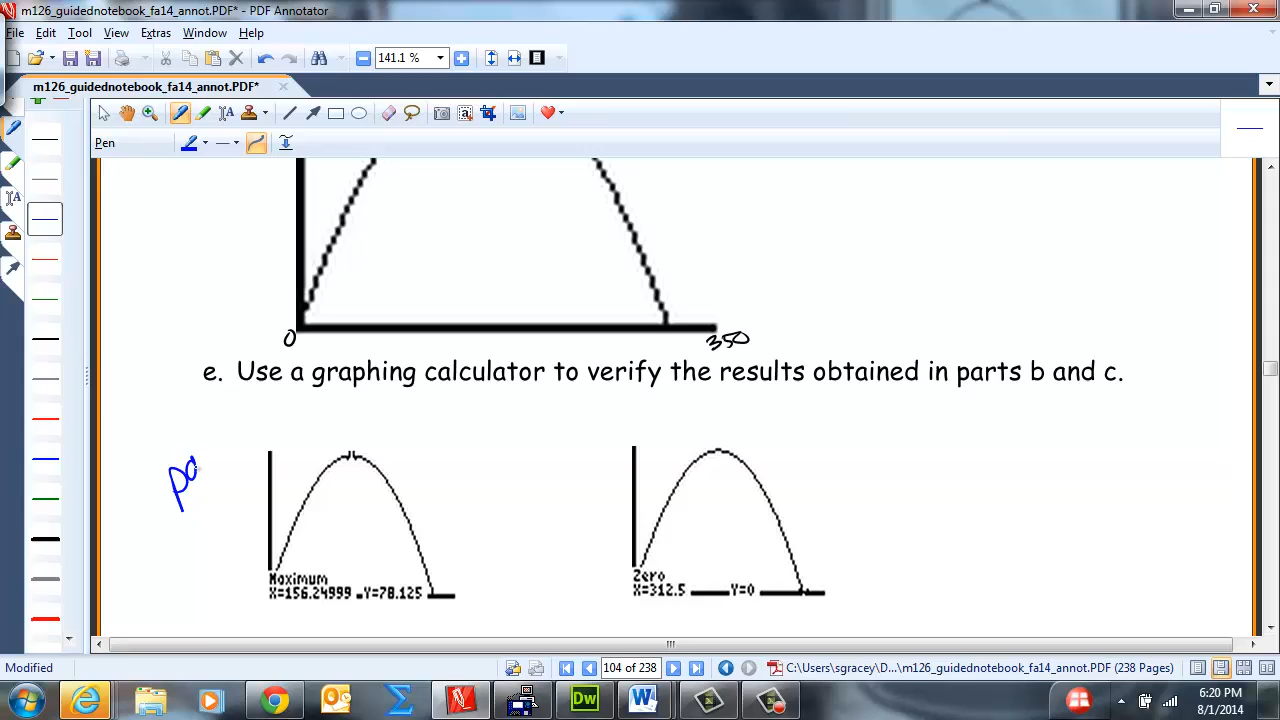 m126_guidednotebook_fa14_annot.PDF* - PDF Annotator
File Edit Tool View Extras Window Help
141.1 %
m126_guidednotebook_fa14_annot.PDF*
Pen
0
350
e. Use a graphing calculator to verify the results obtained in parts b and c.
pa
Maximum
X=156.24999 Y=78.125
Zero
X=312.5 Y=0
Modified
104 of 238
C:\Users\sgracey\D...\m126_guidednotebook_fa14_annot.PDF (238 Pages)
Dw
6:20 PM
8/1/2014